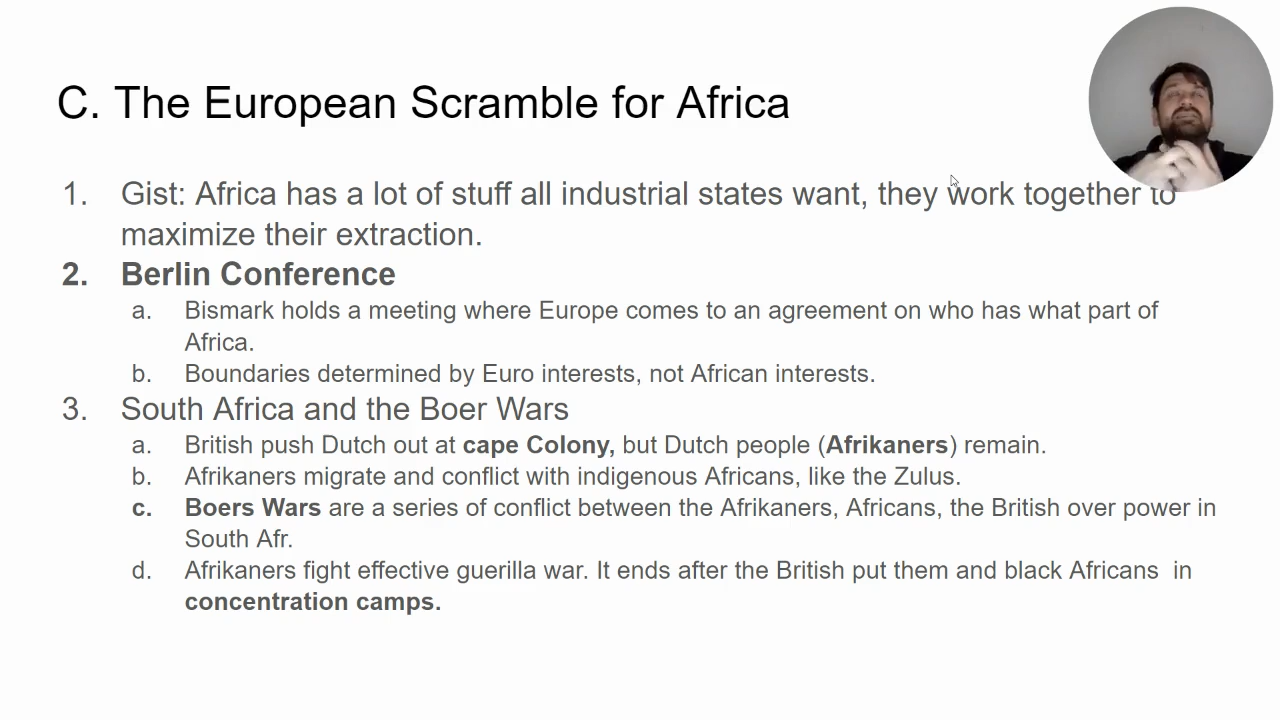 C. The European Scramble for Africa
1. Gist: Africa has a lot of stuff all industrial states want, they work together to
maximize their extraction.
2. Berlin Conference
a. Bismark holds a meeting where Europe comes to an agreement on who has what part of
Africa.
b. Boundaries determined by Euro interests, not African interests.
3. South Africa and the Boer Wars
a. British push Dutch out at cape Colony, but Dutch people (Afrikaners) remain.
b. Afrikaners migrate and conflict with indigenous Africans, like the Zulus.
c. Boers Wars are a series of conflict between the Afrikaners, Africans, the British over power in
South Afr.
d. Afrikaners fight effective guerilla war. It ends after the British put them and black Africans in
concentration camps.